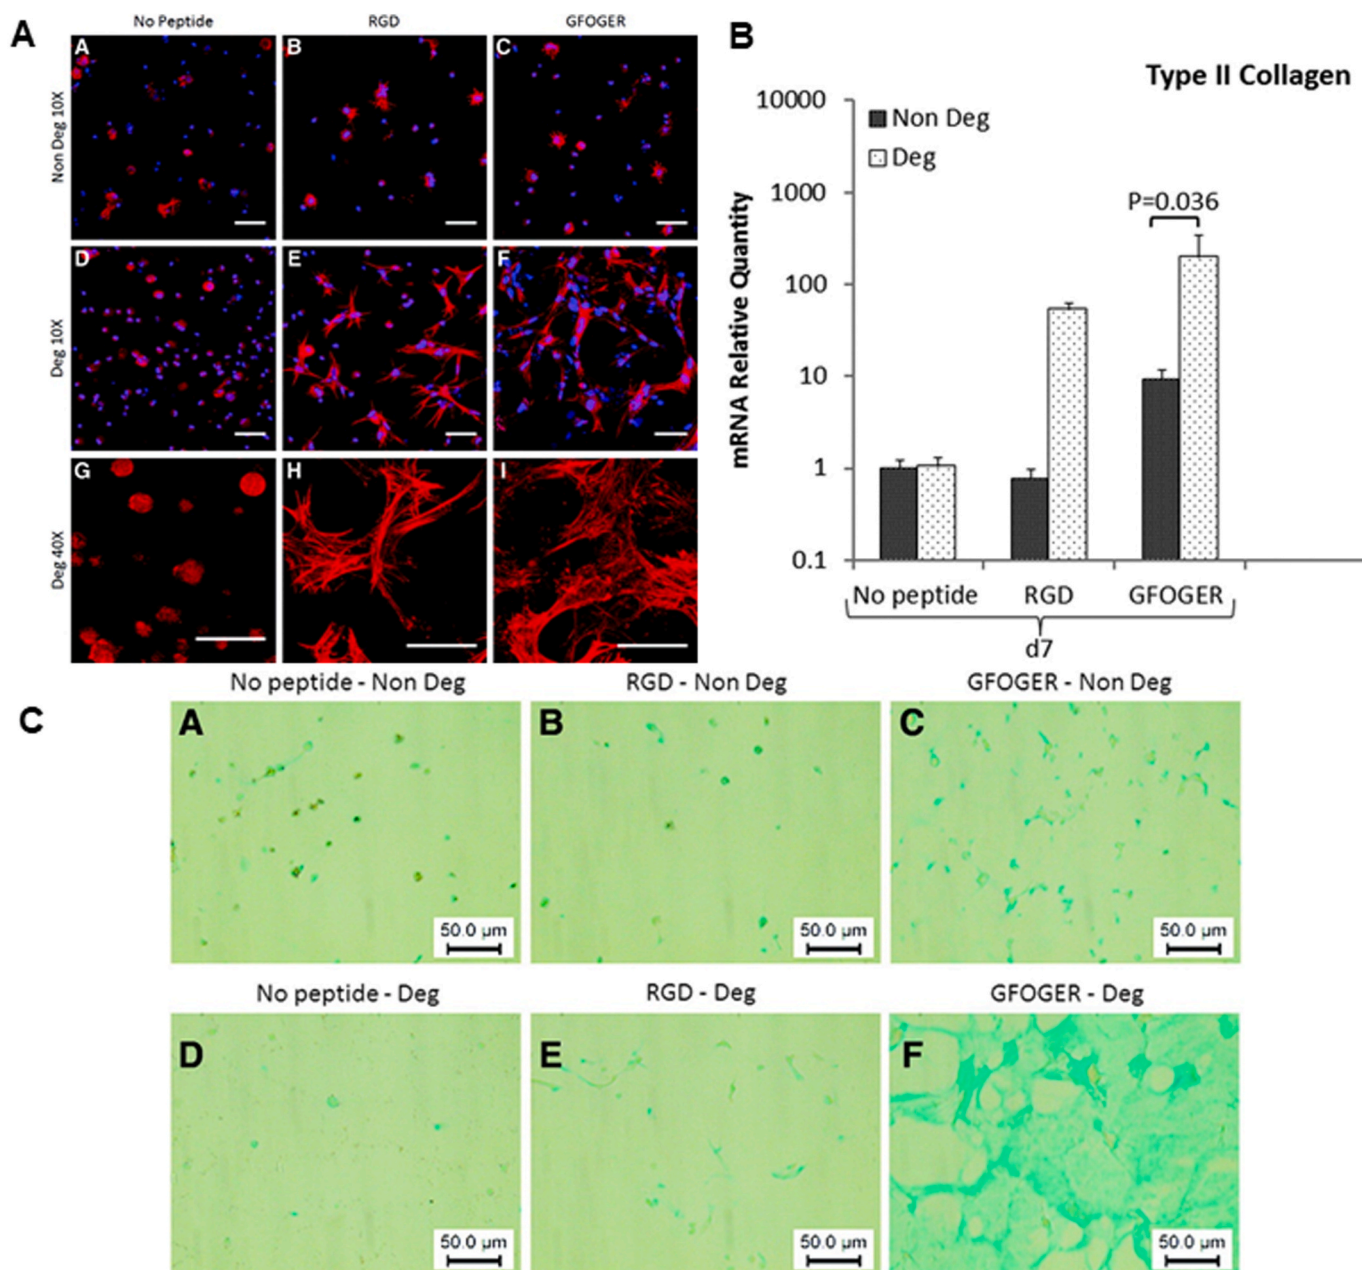 A
No Peptide
RGD
GFOGER
Non Deg 10X
A
B
C
Deg 10X
D
E
F
Deg 40X
G
H
I
B
Type II Collagen
mRNA Relative Quantity
10000
1000
100
10
1
0.1
Non Deg
Deg
P=0.036
No peptide
RGD
GFOGER
d7
C
No peptide - Non Deg
RGD - Non Deg
GFOGER - Non Deg
A
B
C
50.0 µm
50.0 µm
50.0 µm
No peptide - Deg
RGD - Deg
GFOGER - Deg
D
E
F
50.0 µm
50.0 µm
50.0 µm